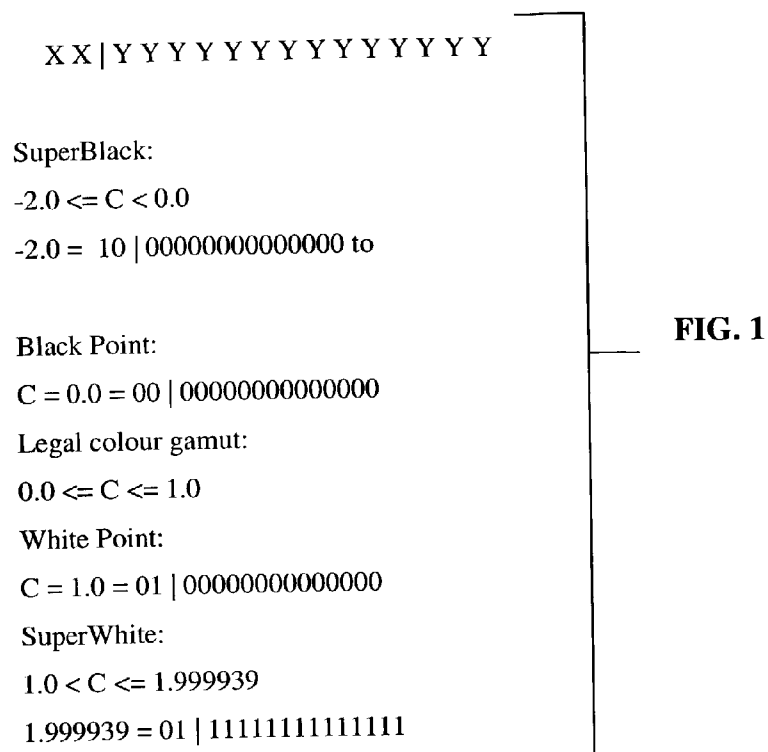 X X | Y Y Y Y Y Y Y Y Y Y Y Y Y Y
SuperBlack:
-2.0 <= C < 0.0
-2.0 = 10 | 00000000000000 to
Black Point:
C = 0.0 = 00 | 00000000000000
Legal colour gamut:
0.0 <= C <= 1.0
White Point:
C = 1.0 = 01 | 00000000000000
SuperWhite:
1.0 < C <= 1.999939
1.999939 = 01 | 11111111111111
FIG. 1